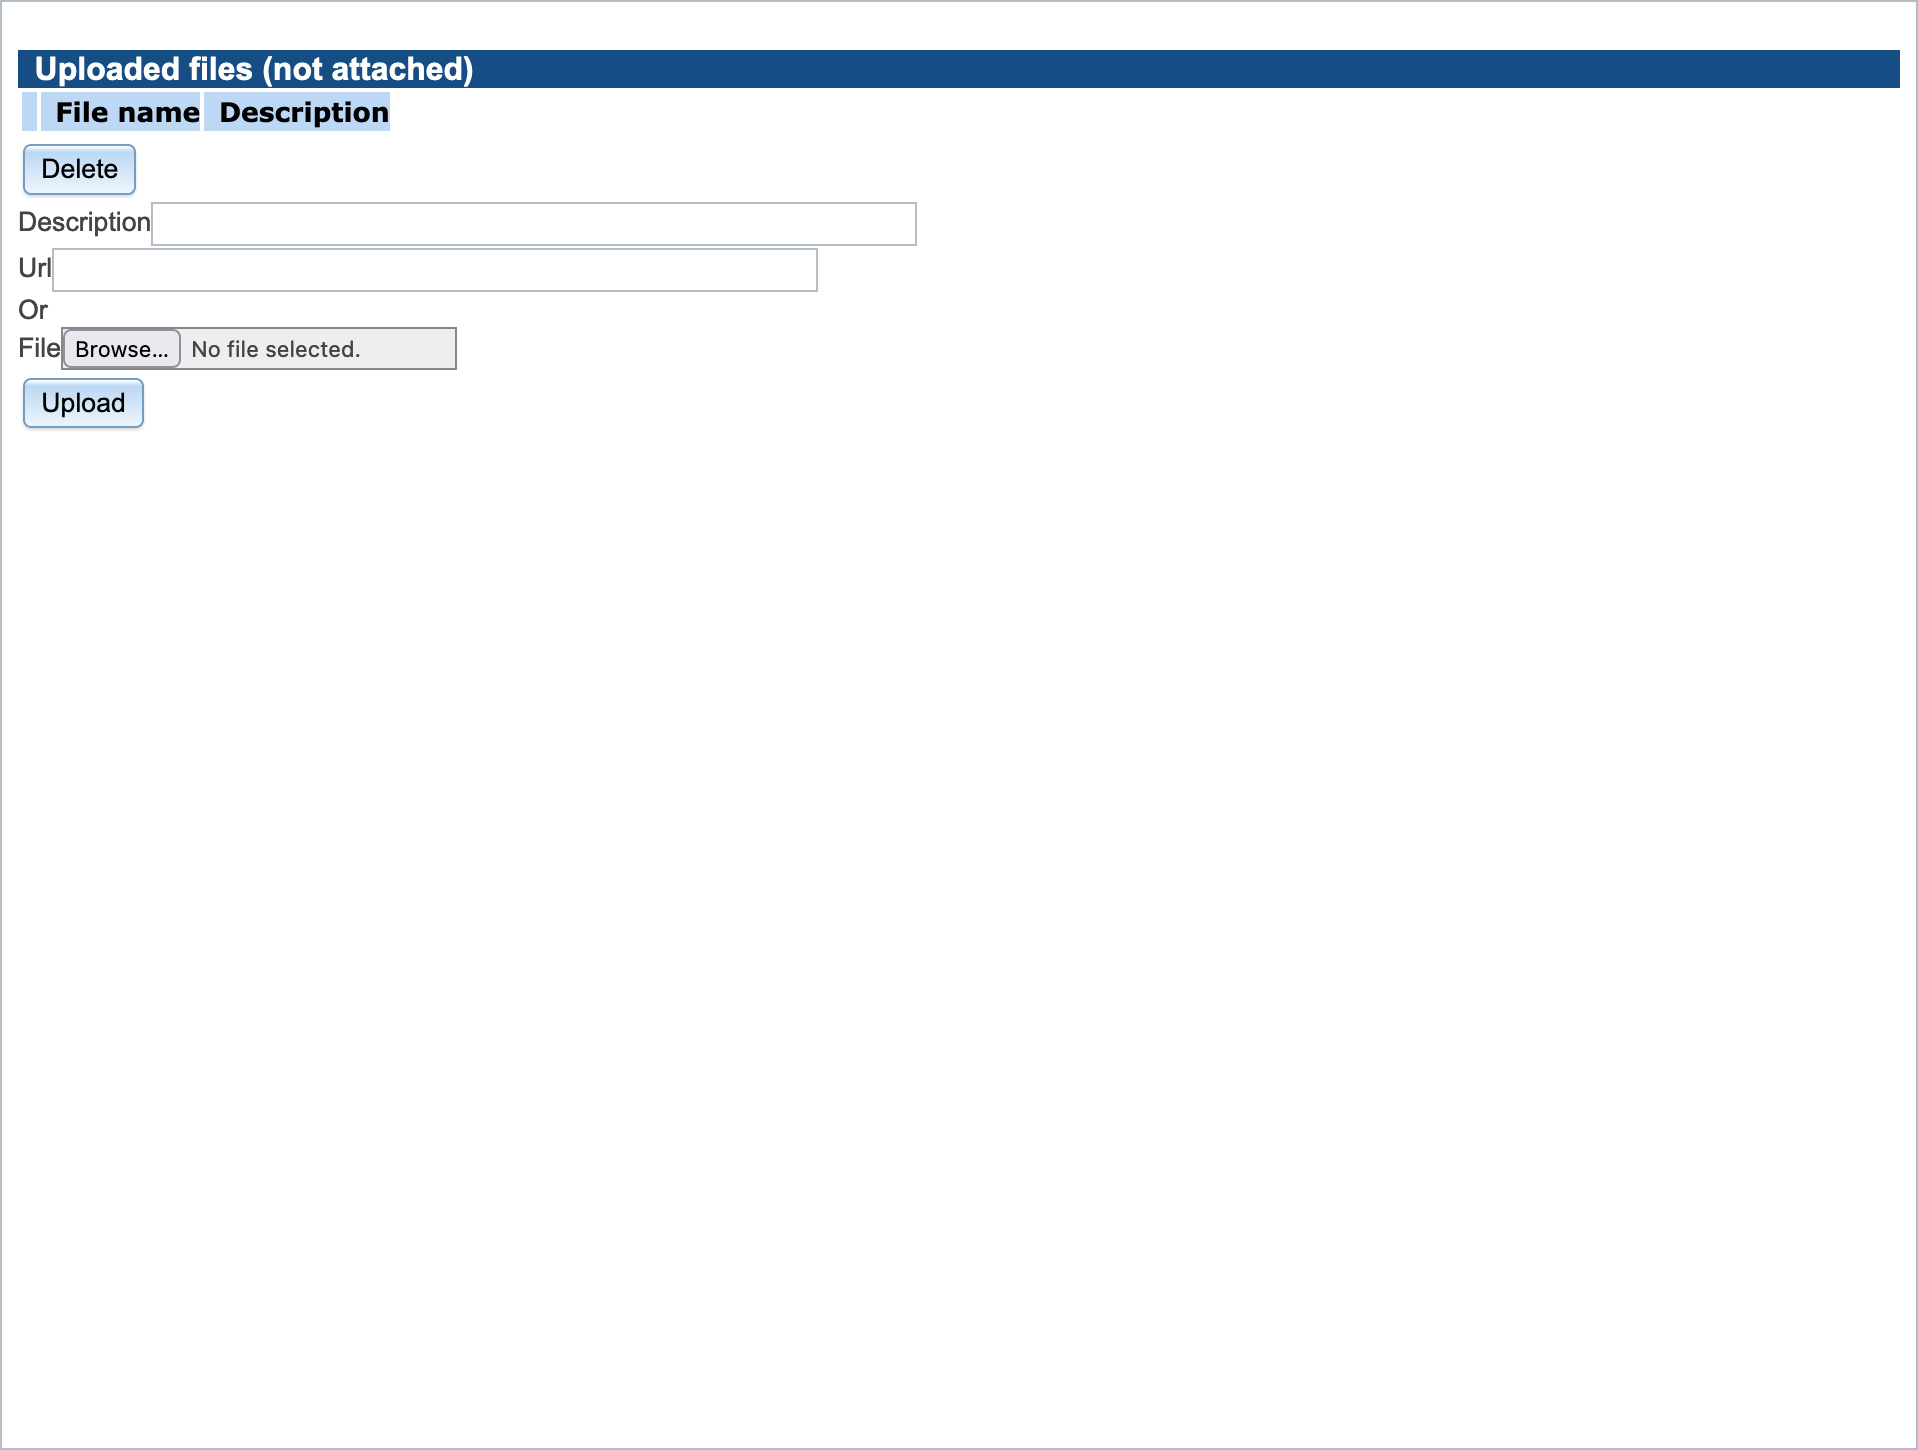 Uploaded files (not attached)
File name Description
Delete
Description
Url
Or
File Browse... No file selected.
Upload